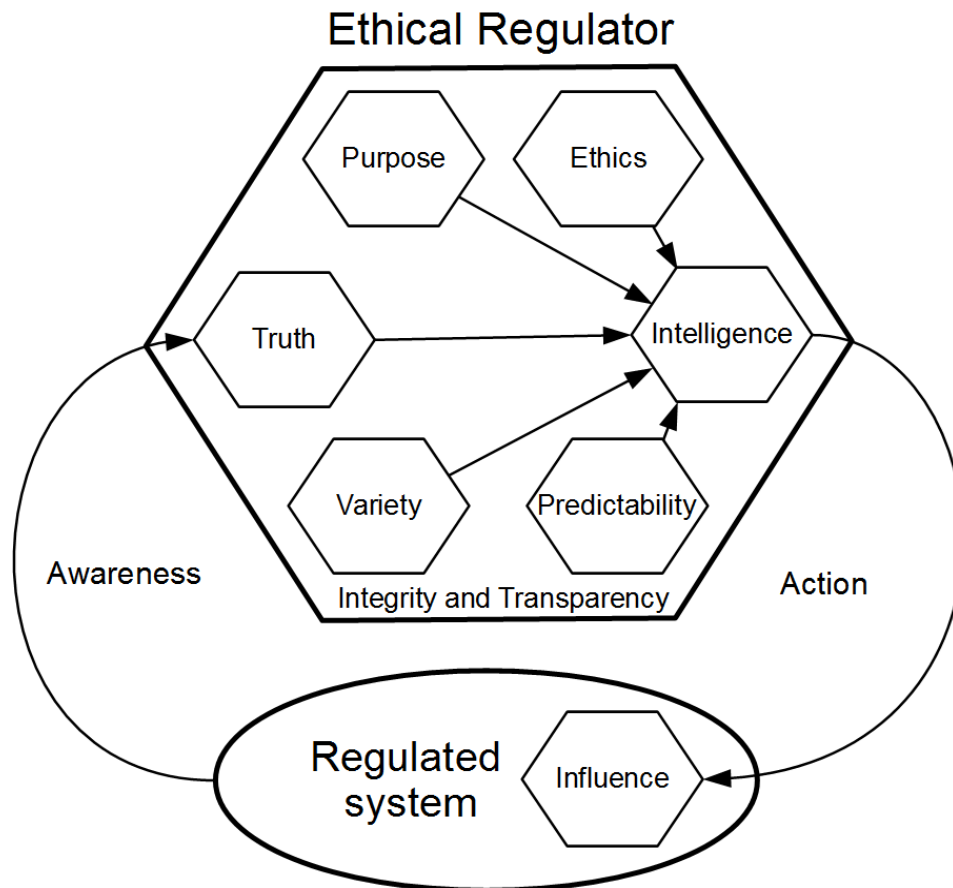 Ethical Regulator
Purpose
Ethics
Truth
Intelligence
Variety
Predictability
Awareness
Integrity and Transparency
Action
Regulated
system
Influence